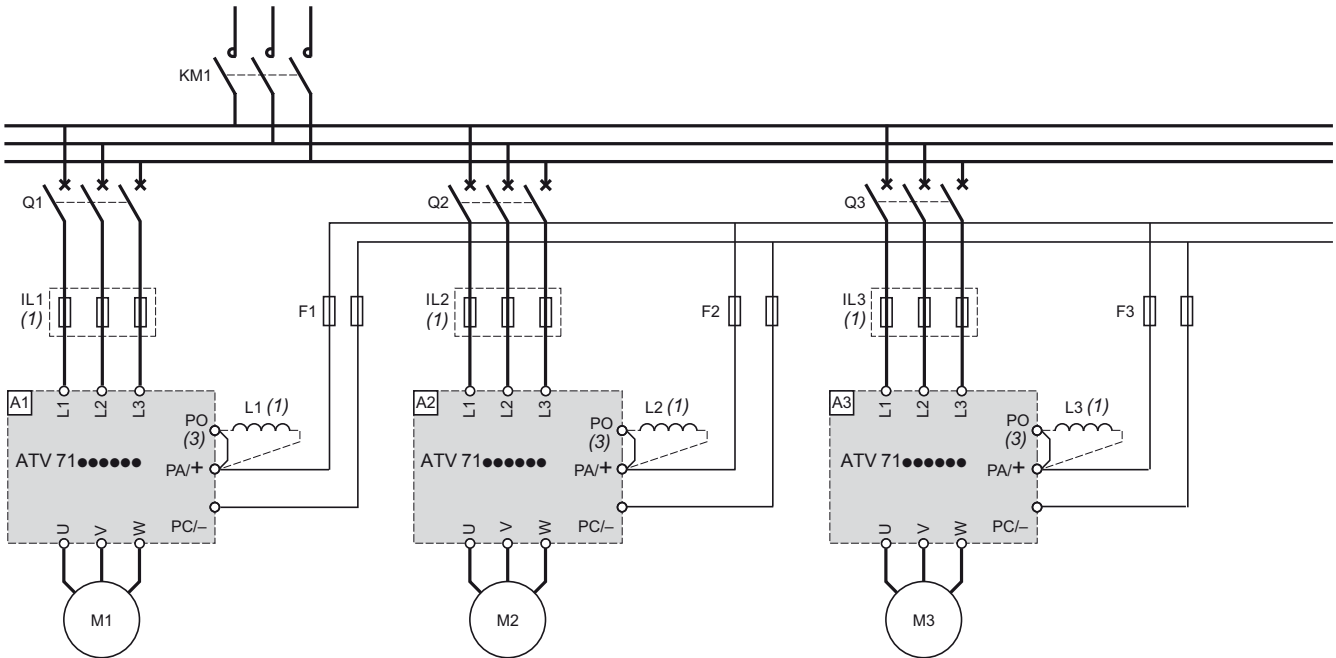 KM1
Q1
Q2
Q3
IL1
(1)
F1
IL2
(1)
F2
IL3
(1)
F3
A1
L1
L2
L3
PO
(3)
L1 (1)
ATV 71●●●●●●
PA/+
PC/–
U
V
W
M1
A2
L1
L2
L3
PO
(3)
L2 (1)
ATV 71●●●●●●
PA/+
PC/–
U
V
W
M2
A3
L1
L2
L3
PO
(3)
L3 (1)
ATV 71●●●●●●
PA/+
PC/–
U
V
W
M3